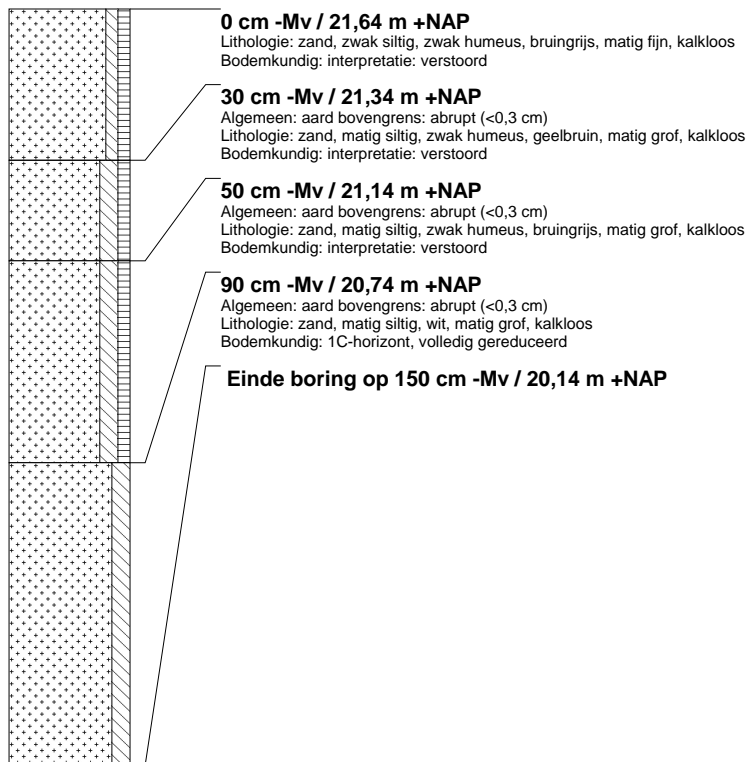 0 cm -Mv / 21,64 m +NAP
Lithologie: zand, zwak siltig, zwak humeus, bruingrijs, matig fijn, kalkloos
Bodemkundig: interpretatie: verstoord
30 cm -Mv / 21,34 m +NAP
Algemeen: aard bovengrens: abrupt (<0,3 cm)
Lithologie: zand, matig siltig, zwak humeus, geelbruin, matig grof, kalkloos
Bodemkundig: interpretatie: verstoord
50 cm -Mv / 21,14 m +NAP
Algemeen: aard bovengrens: abrupt (<0,3 cm)
Lithologie: zand, matig siltig, zwak humeus, bruingrijs, matig grof, kalkloos
Bodemkundig: interpretatie: verstoord
90 cm -Mv / 20,74 m +NAP
Algemeen: aard bovengrens: abrupt (<0,3 cm)
Lithologie: zand, matig siltig, wit, matig grof, kalkloos
Bodemkundig: 1C-horizont, volledig gereduceerd
Einde boring op 150 cm -Mv / 20,14 m +NAP